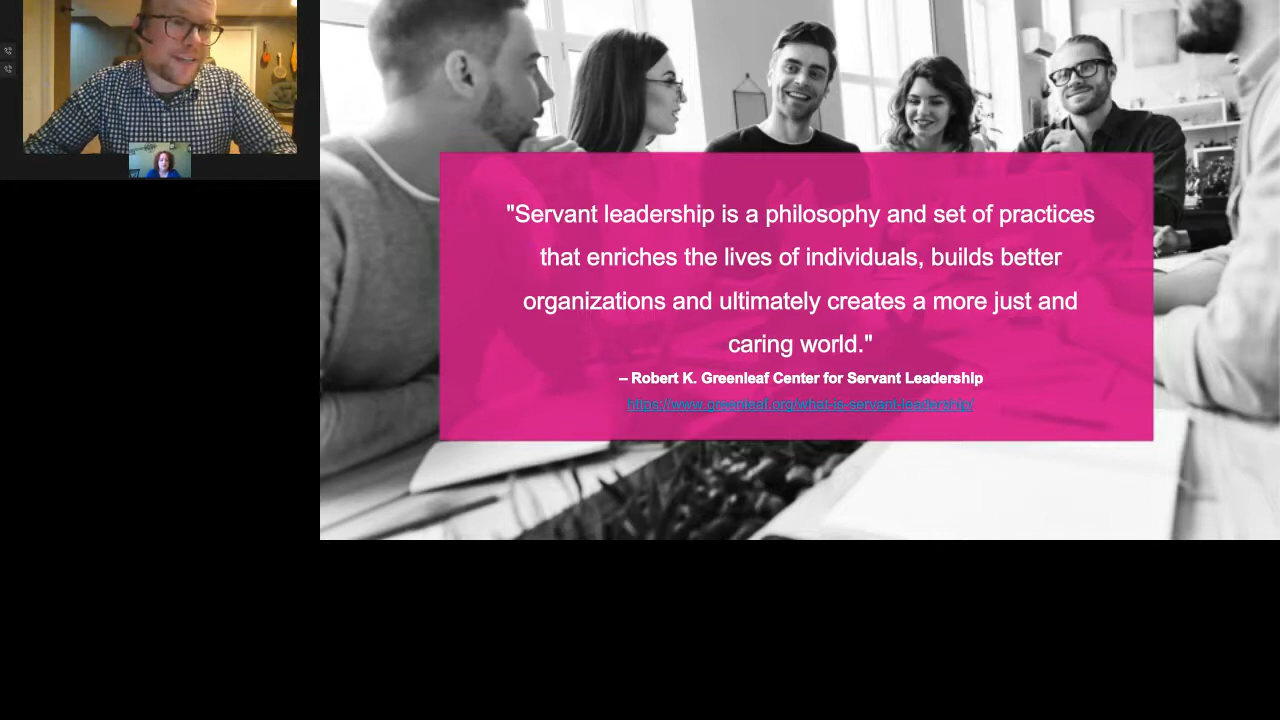 "Servant leadership is a philosophy and set of practices
that enriches the lives of individuals, builds better
organizations and ultimately creates a more just and
caring world."
– Robert K. Greenleaf Center for Servant Leadership
https://www.greenleaf.org/what-is-servant-leadership/